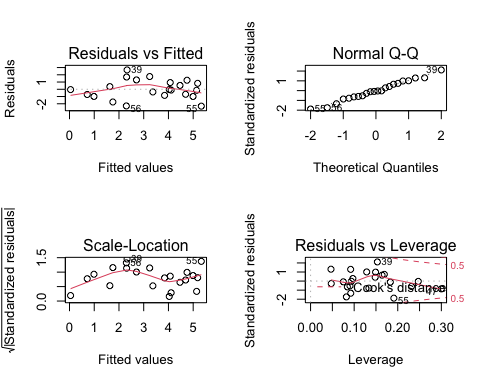 Residuals vs Fitted
Residuals
1
-2
39
56
55
0 1 2 3 4 5
Fitted values
Normal Q-Q
Standardized residuals
1
-2
39
55
56
-2 -1 0 1 2
Theoretical Quantiles
Scale-Location
√|Standardized residuals|
1.5
0.0
39
56
55
0 1 2 3 4 5
Fitted values
Residuals vs Leverage
Standardized residuals
1
-2
37
0.5
Cook's distance
55
0.5
0.00 0.10 0.20 0.30
Leverage